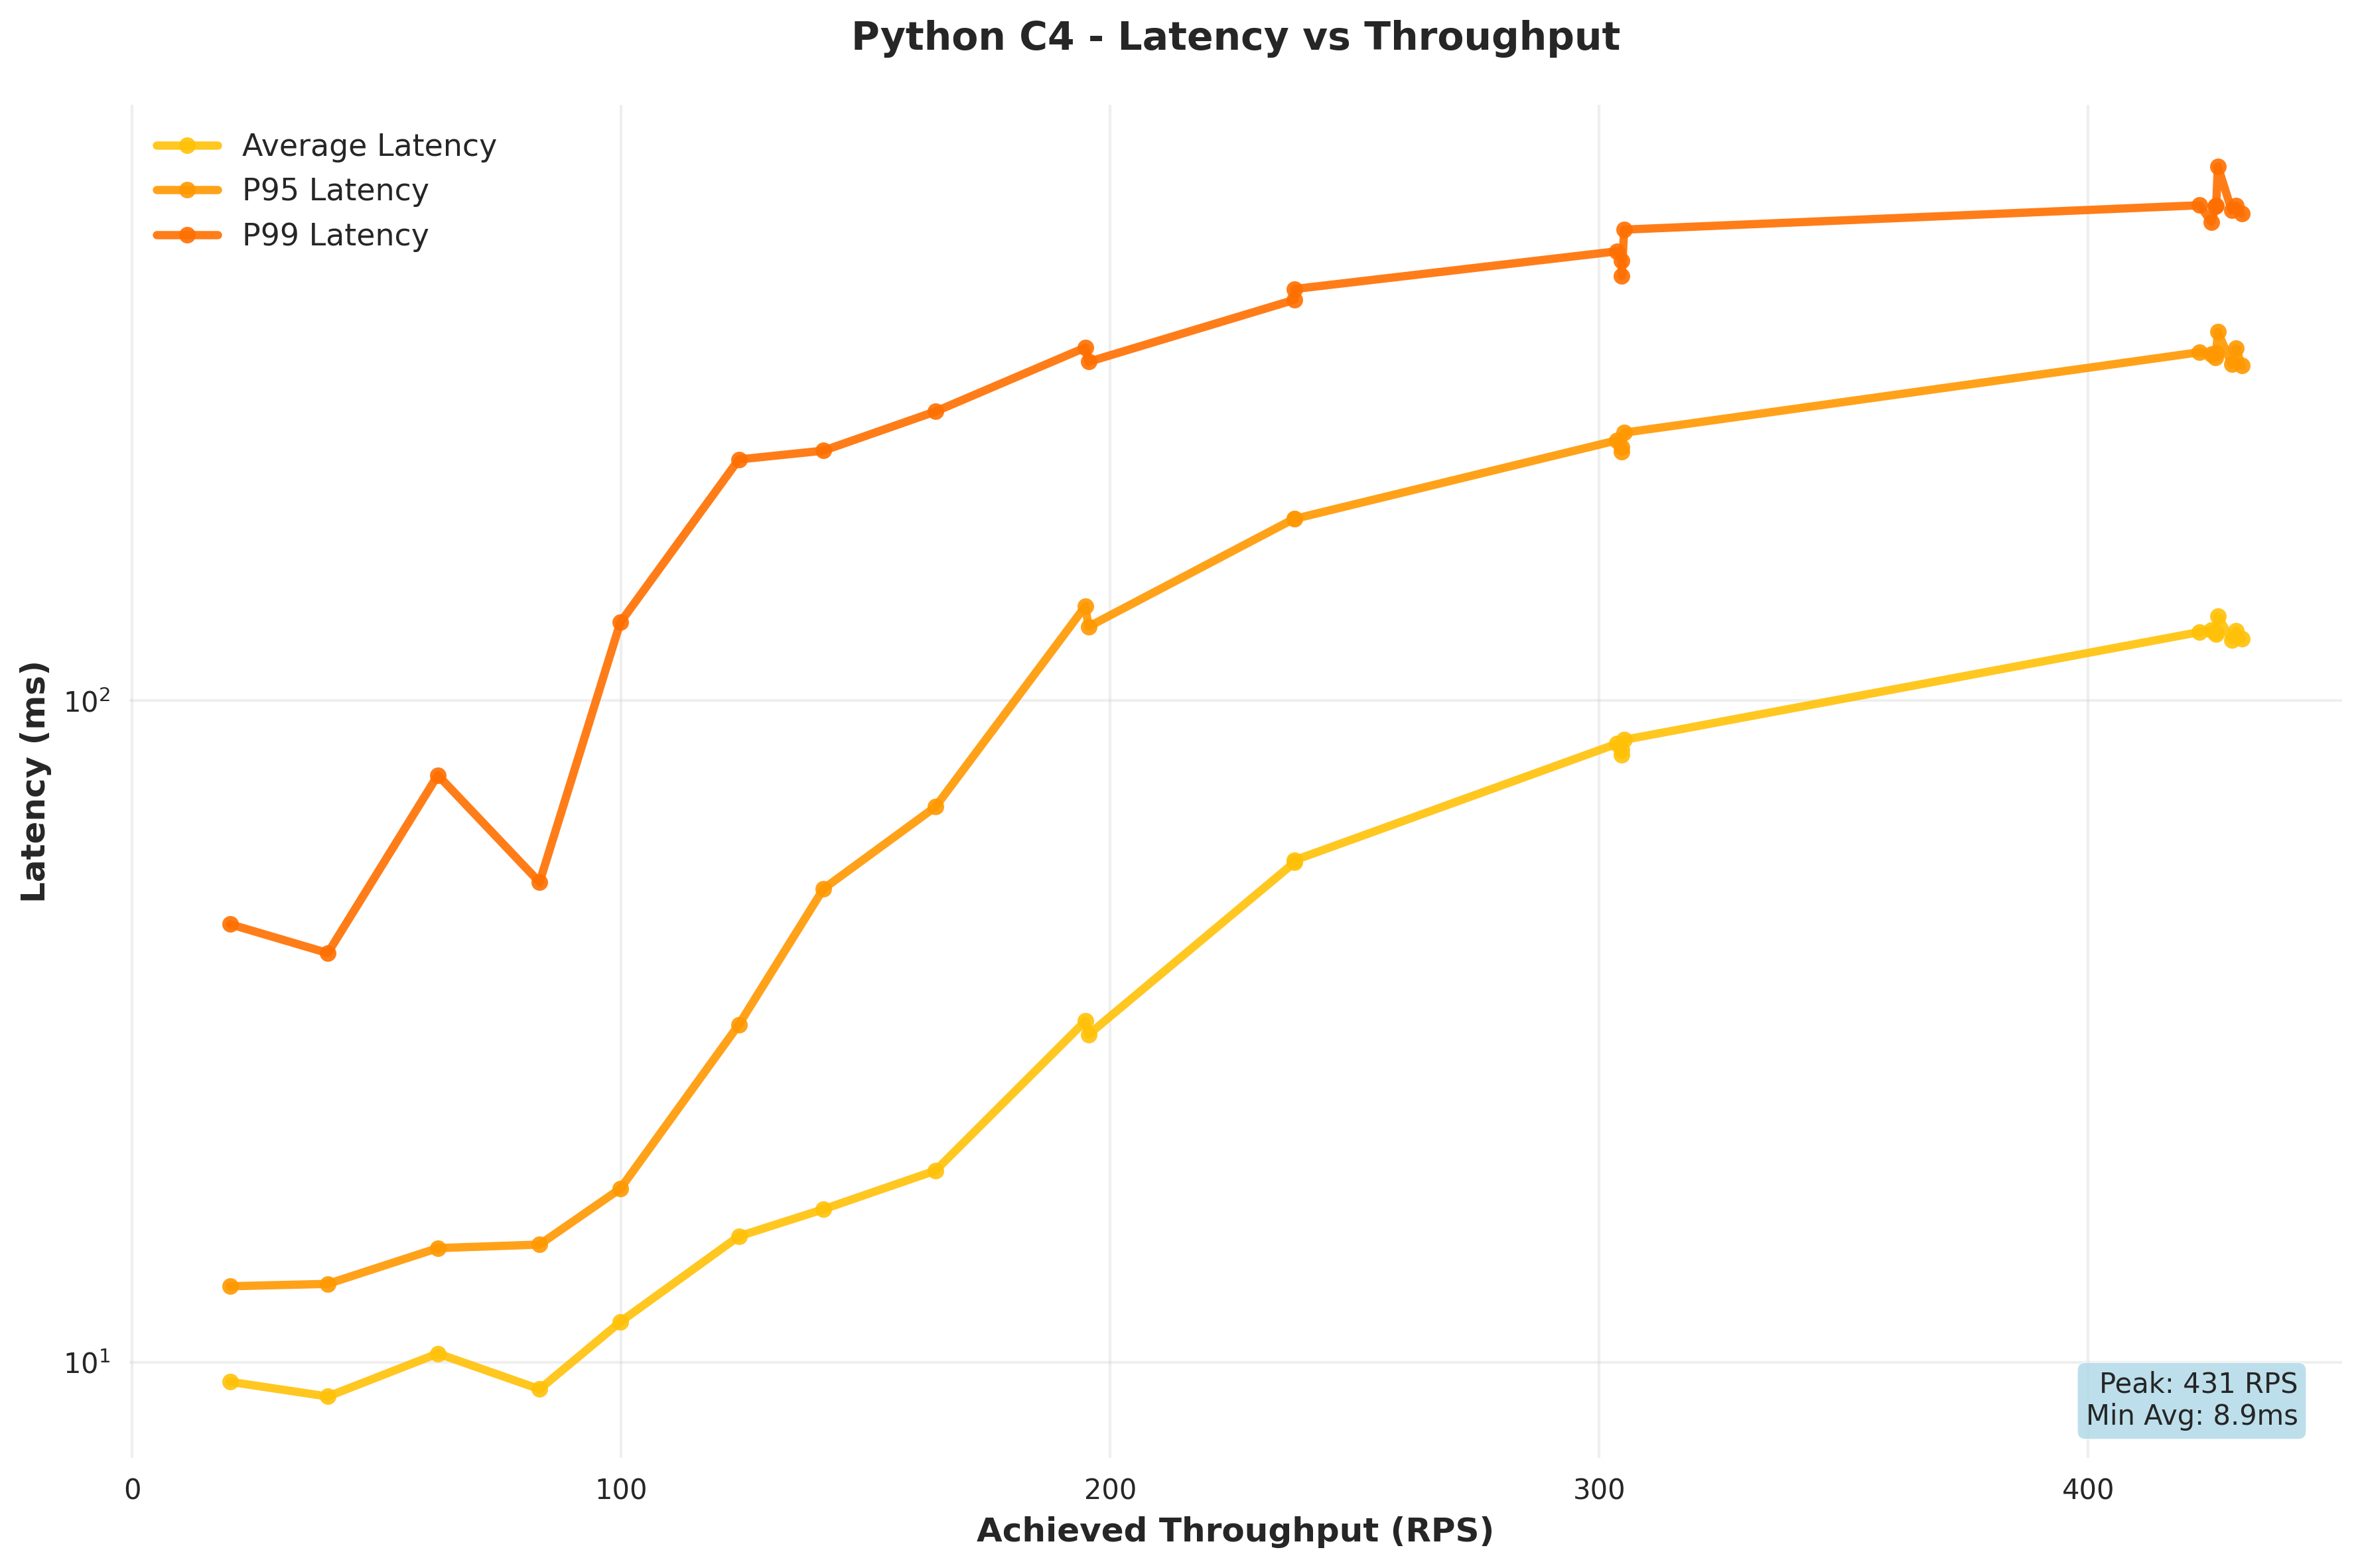 Python C4 - Latency vs Throughput
Average Latency
P95 Latency
P99 Latency
Latency (ms)
10²
10¹
Peak: 431 RPS
Min Avg: 8.9ms
0 100 200 300 400
Achieved Throughput (RPS)